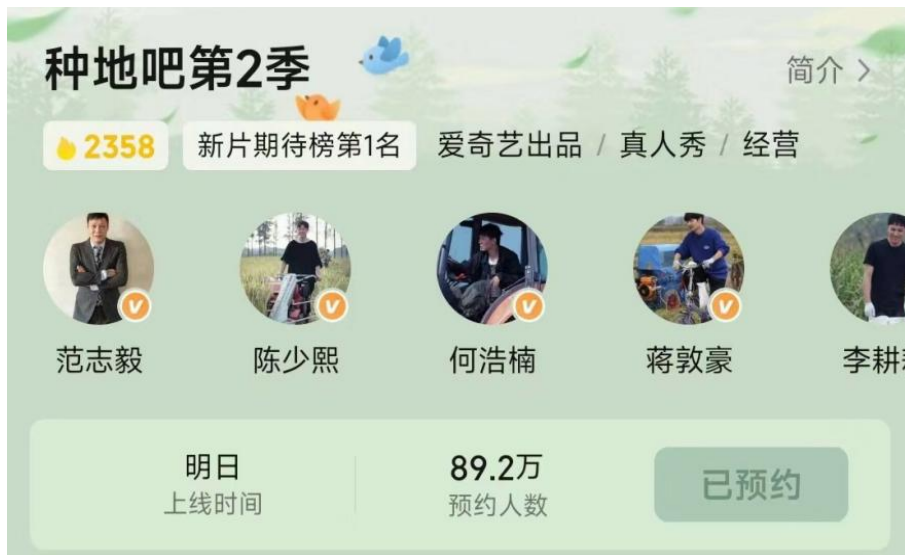 种地吧第2季
简介 >
2358 新片期待榜第1名 爱奇艺出品 / 真人秀 / 经营
范志毅 陈少熙 何浩楠 蒋敦豪 李耕
明日 89.2万 已预约
上线时间 预约人数